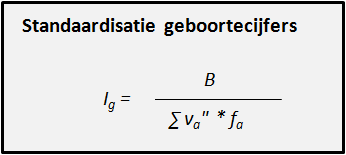 Standaardisatie geboortecijfers
B
I_g =
∑ v_a" * f_a